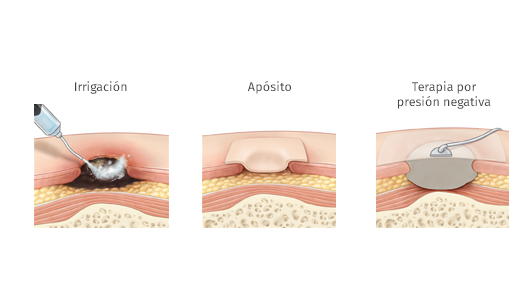 Irrigación
Apósito
Terapia por
presión negativa